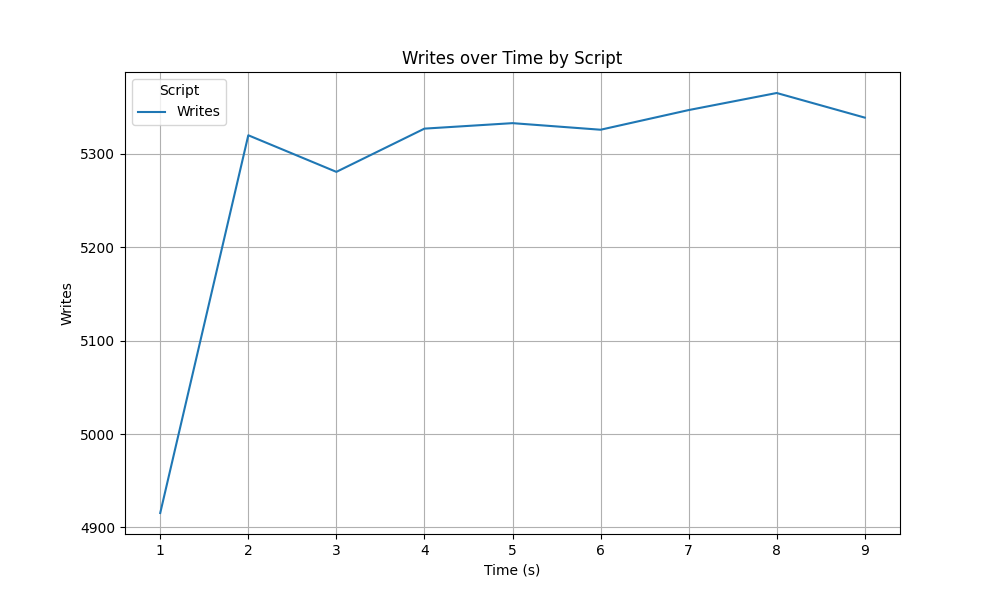 Writes over Time by Script
Script
Writes
5300
5200
5100
5000
4900
Writes
1 2 3 4 5 6 7 8 9
Time (s)